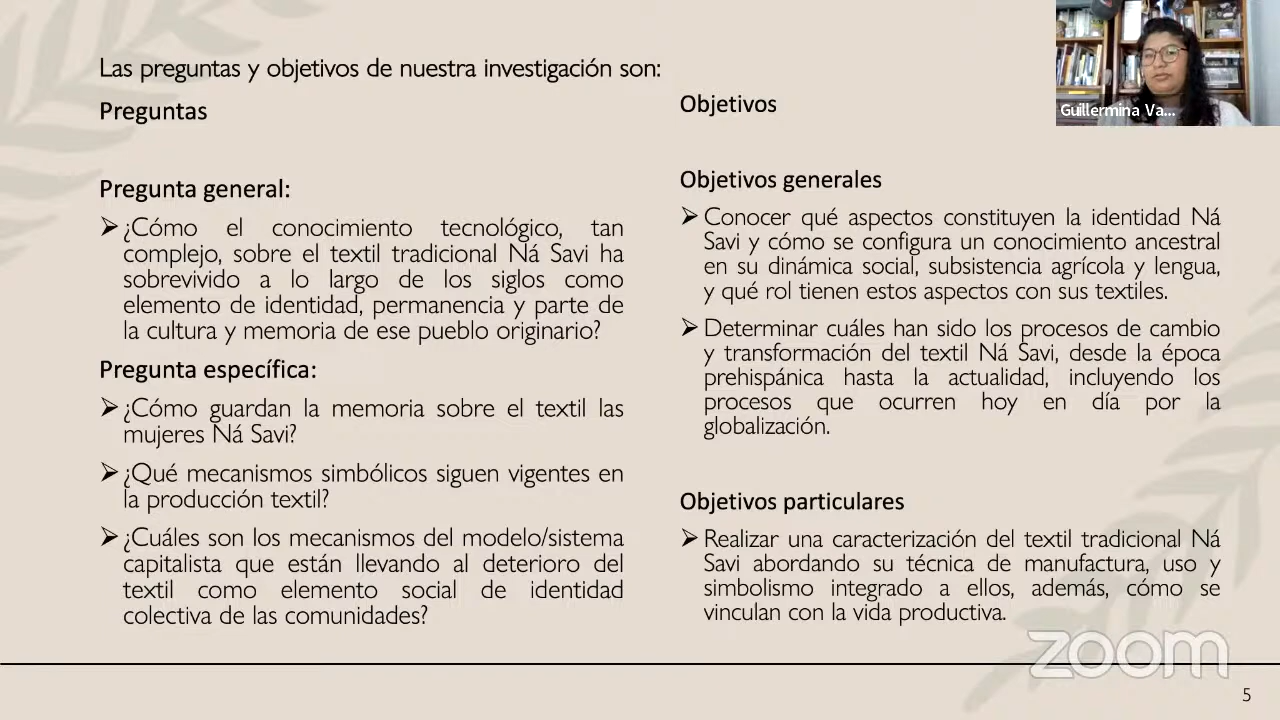 Las preguntas y objetivos de nuestra investigación son:
Preguntas
Pregunta general:
¿Cómo el conocimiento tecnológico, tan
complejo, sobre el textil tradicional Ná Savi ha
sobrevivido a lo largo de los siglos como
elemento de identidad, permanencia y parte de
la cultura y memoria de ese pueblo originario?
Pregunta específica:
¿Cómo guardan la memoria sobre el textil las
mujeres Ná Savi?
¿Qué mecanismos simbólicos siguen vigentes en
la producción textil?
¿Cuáles son los mecanismos del modelo/sistema
capitalista que están llevando al deterioro del
textil como elemento social de identidad
colectiva de las comunidades?
Objetivos
Objetivos generales
Conocer qué aspectos constituyen la identidad Ná
Savi y cómo se configura un conocimiento ancestral
en su dinámica social, subsistencia agrícola y lengua,
y qué rol tienen estos aspectos con sus textiles.
Determinar cuáles han sido los procesos de cambio
y transformación del textil Ná Savi, desde la época
prehispánica hasta la actualidad, incluyendo los
procesos que ocurren hoy en día por la
globalización.
Objetivos particulares
Realizar una caracterización del textil tradicional Ná
Savi abordando su técnica de manufactura, uso y
simbolismo integrado a ellos, además, cómo se
vinculan con la vida productiva.
Guillermina Va...
zoom
5